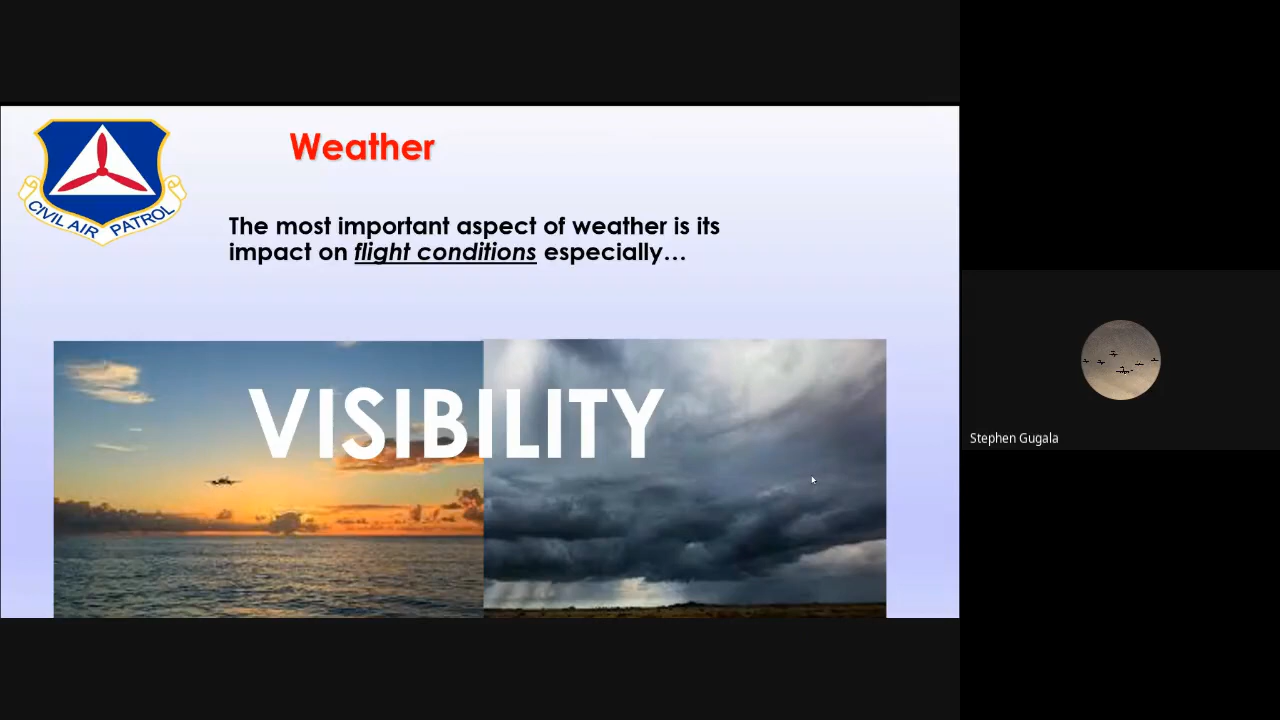 Weather
CIVIL AIR PATROL
The most important aspect of weather is its
impact on flight conditions especially…
VISIBILITY
Stephen Gugala